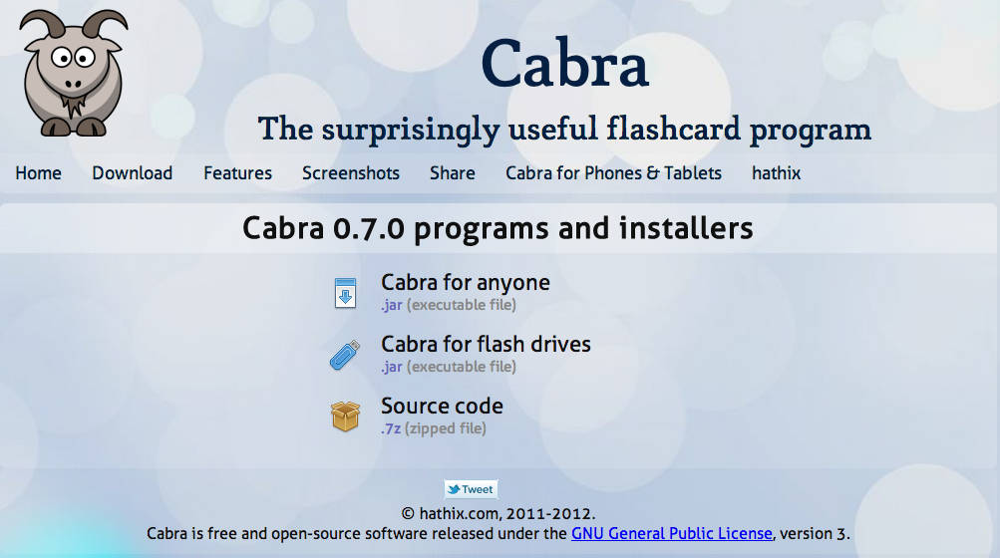 Cabra
The surprisingly useful flashcard program
Home Download Features Screenshots Share Cabra for Phones & Tablets hathix
Cabra 0.7.0 programs and installers
Cabra for anyone
.jar (executable file)
Cabra for flash drives
.jar (executable file)
Source code
.7z (zipped file)
Tweet
© hathix.com, 2011-2012.
Cabra is free and open-source software released under the GNU General Public License, version 3.